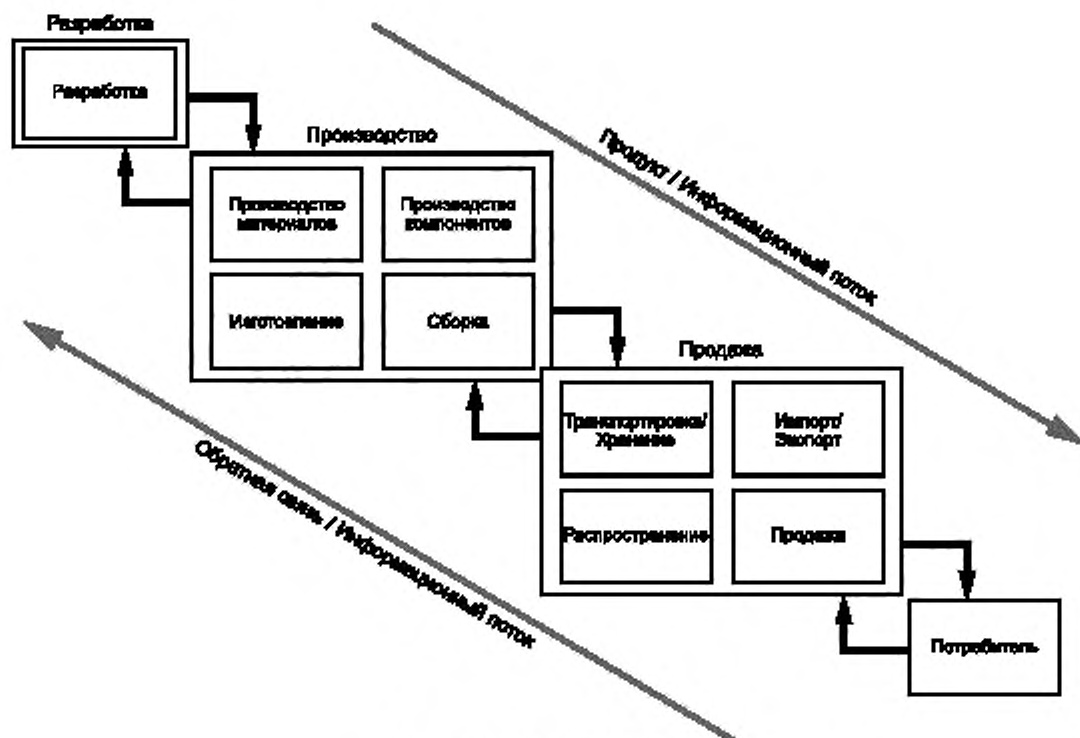 Разработка
Разработка
Производство
Производство
материалов
Производство
компонентов
Изготовление
Сборка
Продукт / Информационный поток
Продажа
Транспортировка/
Хранение
Импорт/
Экспорт
Распространение
Продажа
Обратная связь / Информационный поток
Потребитель